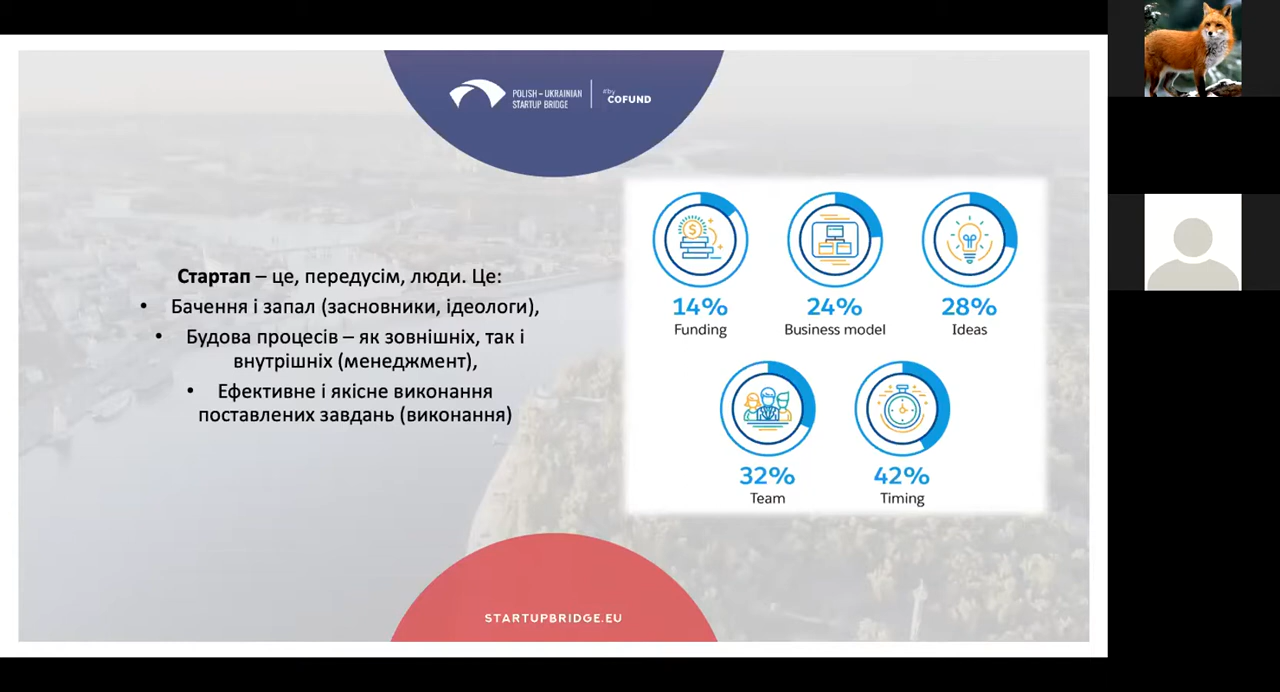 POLISH – UKRAINIAN
STARTUP BRIDGE
#by
COFUND
Стартап – це, передусім, люди. Це:
• Бачення і запал (засновники, ідеологи),
• Будова процесів – як зовнішніх, так і
внутрішніх (менеджмент),
• Ефективне і якісне виконання
поставлених завдань (виконання)
14%
Funding
24%
Business model
28%
Ideas
32%
Team
42%
Timing
STARTUPBRIDGE.EU